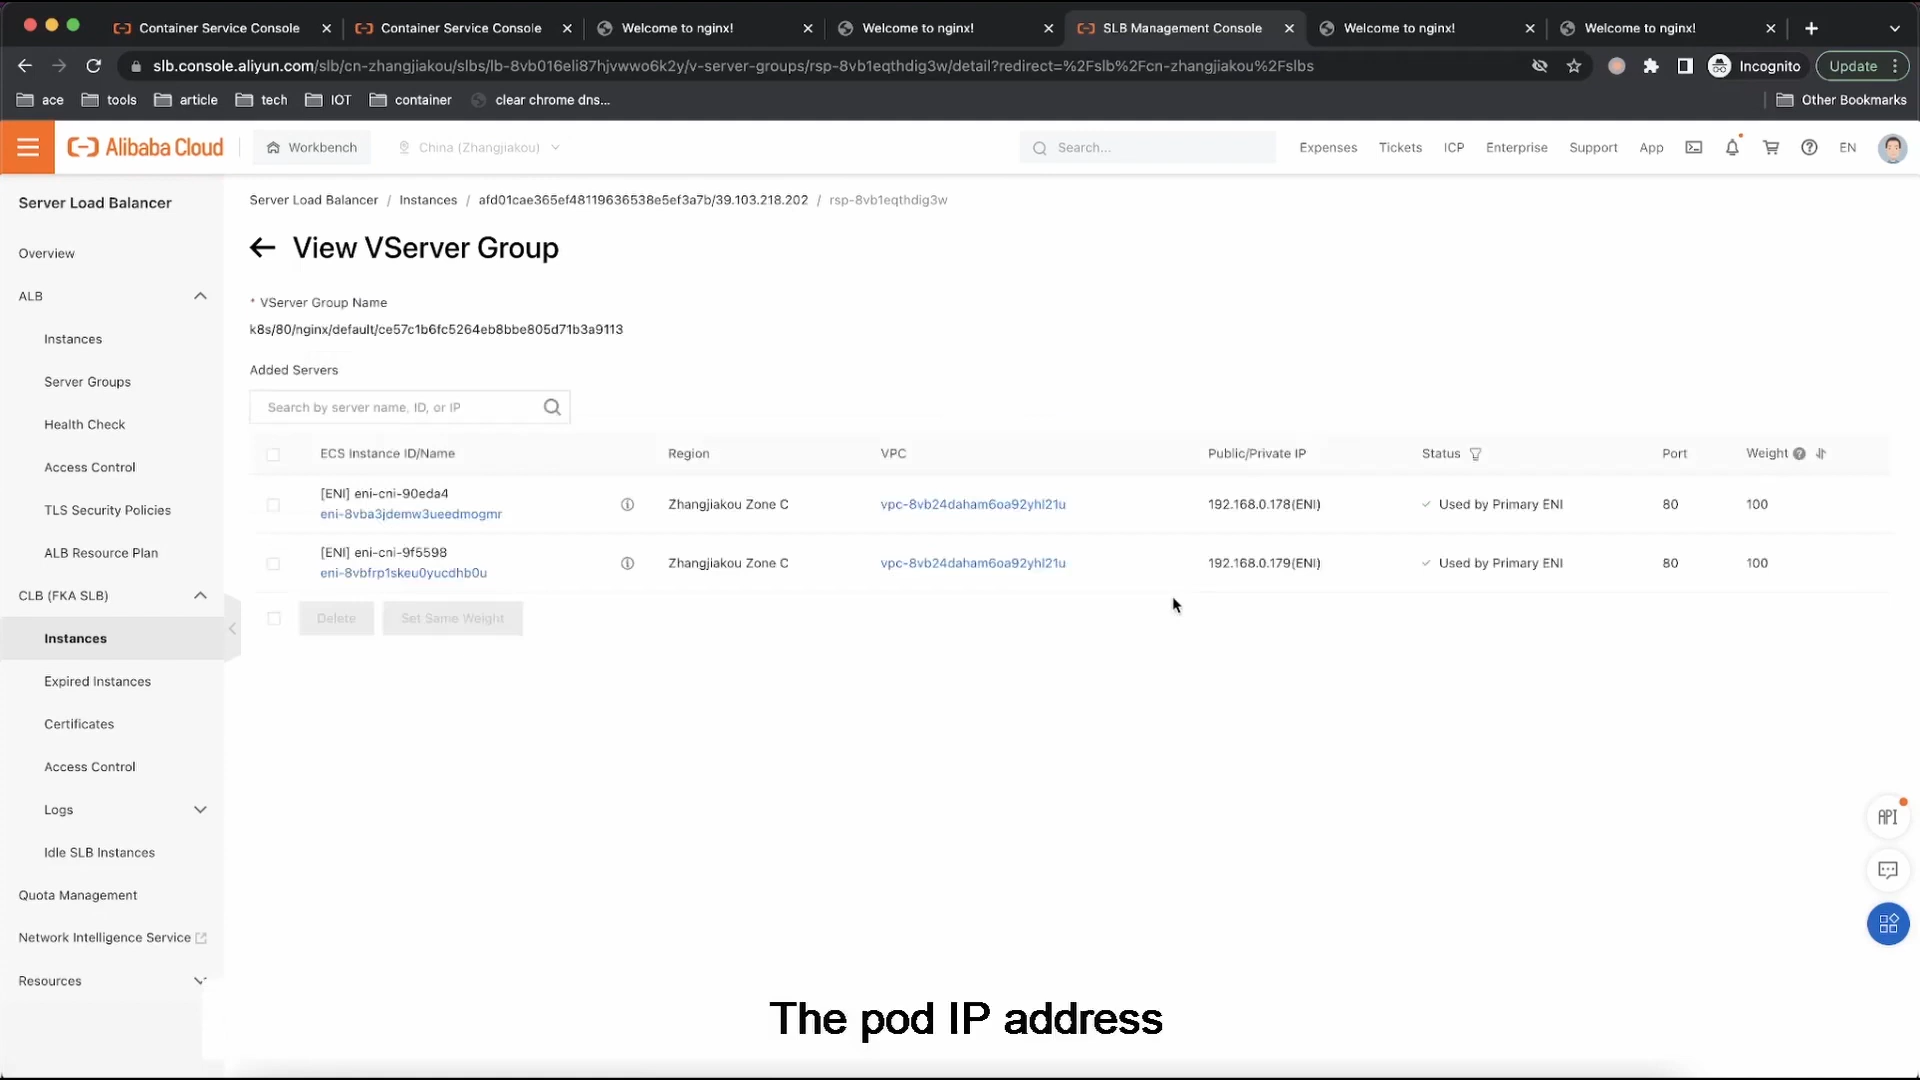 Container Service Console
Container Service Console
Welcome to nginx!
Welcome to nginx!
SLB Management Console
Welcome to nginx!
Welcome to nginx!
slb.console.aliyun.com/slb/cn-zhangjiakou/slbs/lb-8vb016eli87hjvwwo6k2y/v-server-groups/rsp-8vb1eqthdig3w/detail?redirect=%2Fslb%2Fcn-zhangjiakou%2Fslbs
Incognito
Update
ace
tools
article
tech
IOT
container
clear chrome dns...
Other Bookmarks
Alibaba Cloud
Workbench
China (Zhangjiakou)
Search...
Expenses
Tickets
ICP
Enterprise
Support
App
EN
Server Load Balancer
Overview
ALB
Instances
Server Groups
Health Check
Access Control
TLS Security Policies
ALB Resource Plan
CLB (FKA SLB)
Instances
Expired Instances
Certificates
Access Control
Logs
Idle SLB Instances
Quota Management
Network Intelligence Service
Resources
Server Load Balancer / Instances / afd01cae365ef48119636538e5ef3a7b/39.103.218.202 / rsp-8vb1eqthdig3w
View VServer Group
* VServer Group Name
k8s/80/nginx/default/ce57c1b6fc5264eb8bbe805d71b3a9113
Added Servers
Search by server name, ID, or IP
ECS Instance ID/Name Region VPC Public/Private IP Status Port Weight
[ENI] eni-cni-90eda4
eni-8vba3jdemw3ueedmogmr
Zhangjiakou Zone C vpc-8vb24daham6oa92yhl21u 192.168.0.178(ENI) Used by Primary ENI 80 100
[ENI] eni-cni-9f5598
eni-8vbfrp1skeu0yucdhb0u
Zhangjiakou Zone C vpc-8vb24daham6oa92yhl21u 192.168.0.179(ENI) Used by Primary ENI 80 100
Delete
Set Same Weight
API
The pod IP address